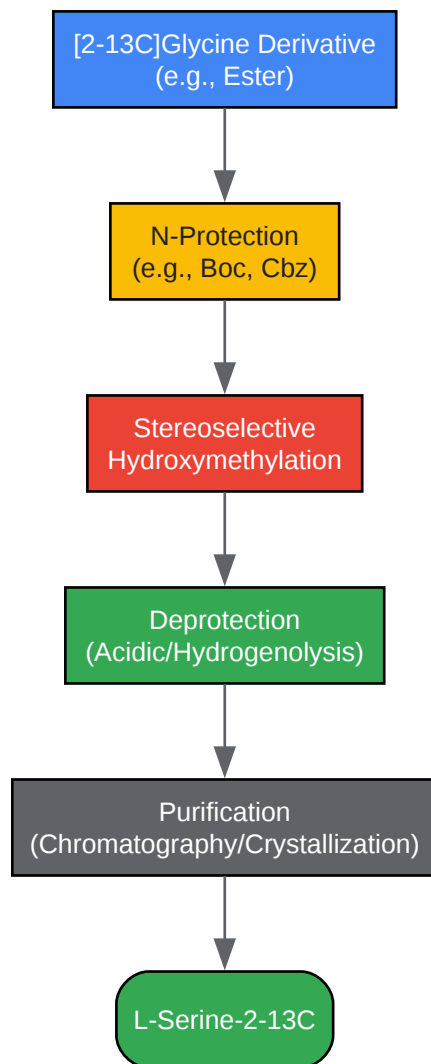 [2-13C]Glycine Derivative
(e.g., Ester)
N-Protection
(e.g., Boc, Cbz)
Stereoselective
Hydroxymethylation
Deprotection
(Acidic/Hydrogenolysis)
Purification
(Chromatography/Crystallization)
L-Serine-2-13C